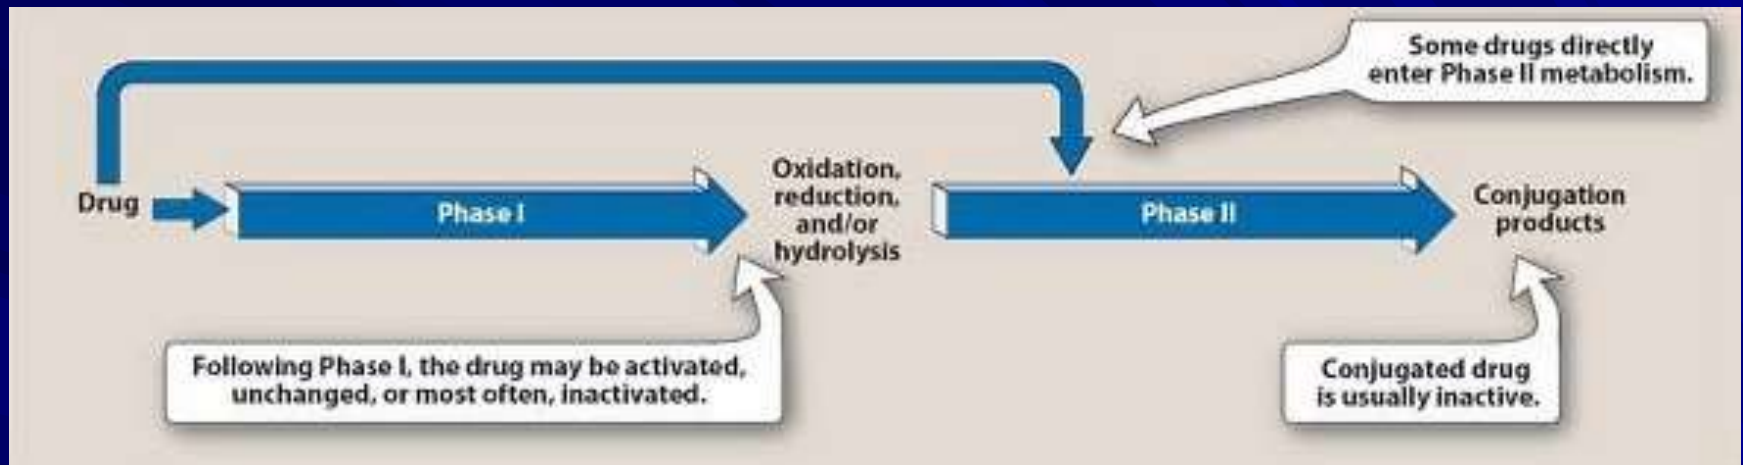 Some drugs directly
enter Phase II metabolism.
Drug
Phase I
Oxidation,
reduction,
and/or
hydrolysis
Phase II
Conjugation
products
Following Phase I, the drug may be activated,
unchanged, or most often, inactivated.
Conjugated drug
is usually inactive.